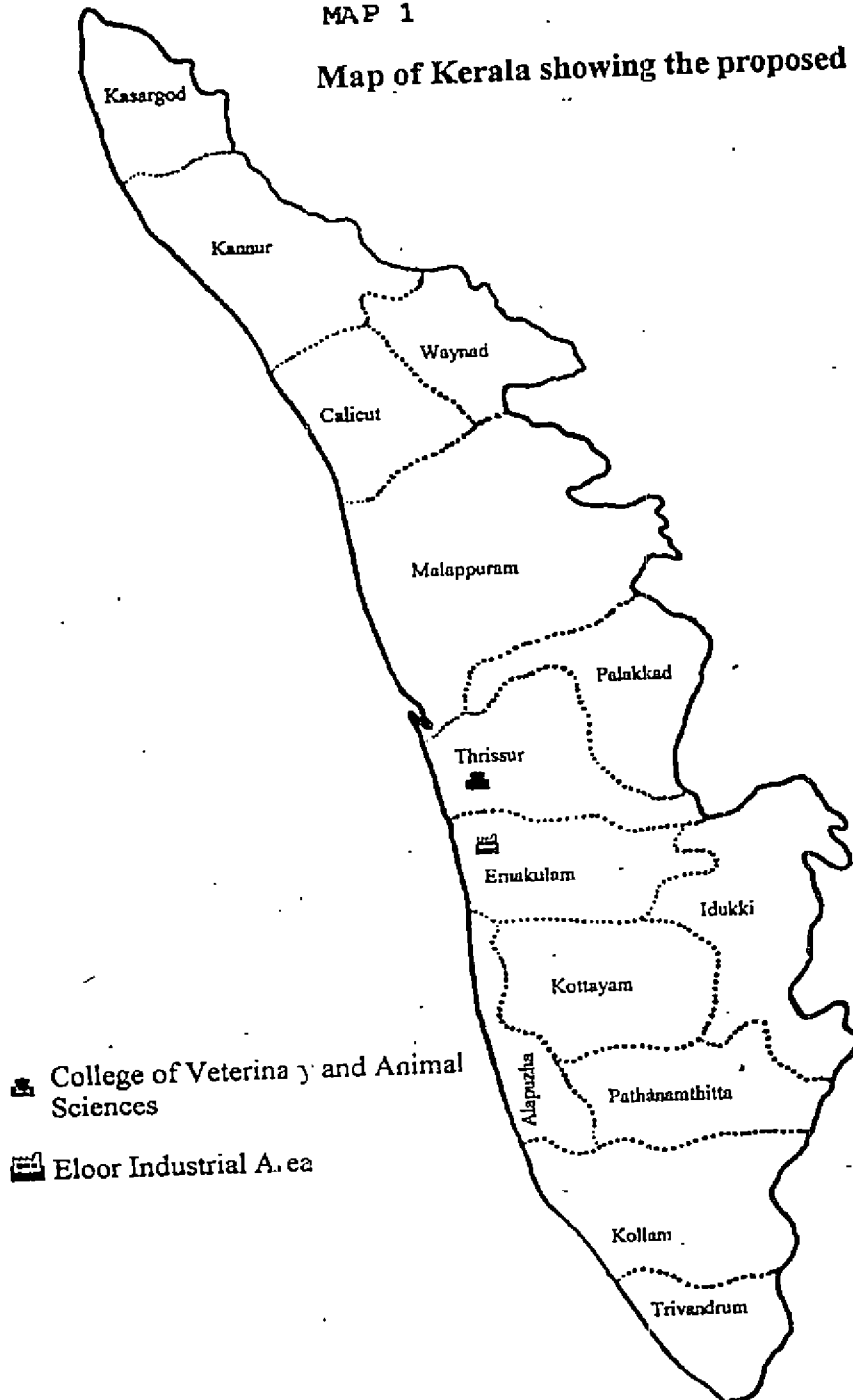 MAP 1
Map of Kerala showing the proposed
Kasargod
Kannur
Waynad
Calicut
Malappuram
Palakkad
Thrissur
Ernakulam
Idukki
Kottayam
Alapuzha
Pathanamthitta
College of Veterina y and Animal
Sciences
Eloor Industrial A. ea
Kollam
Trivandrum